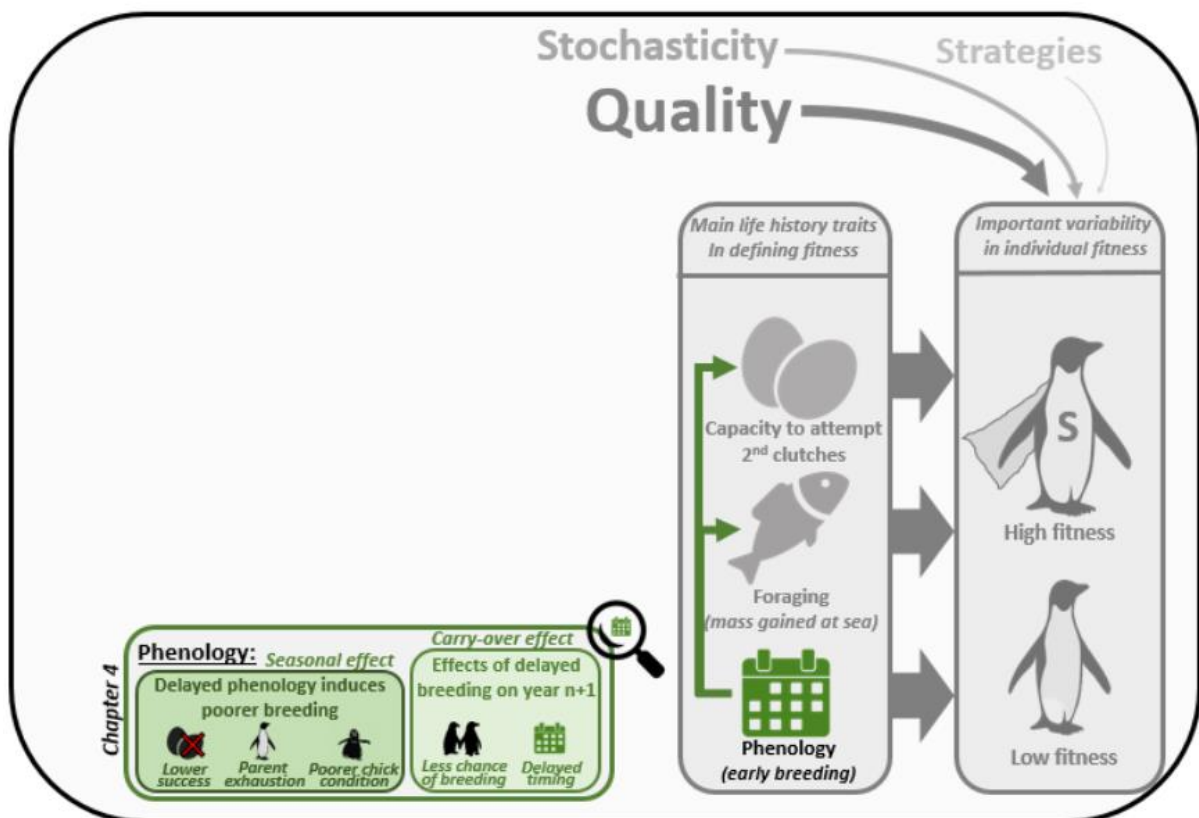 Stochasticity
Strategies
Quality
Main life history traits
In defining fitness
Important variability
in individual fitness
Capacity to attempt
2nd clutches
Foraging
(mass gained at sea)
Phenology
(early breeding)
S
High fitness
Low fitness
Chapter 4
Phenology:
Seasonal effect
Delayed phenology induces
poorer breeding
Lower
success
Parent
exhaustion
Poorer chick
condition
Carry-over effect
Effects of delayed
breeding on year n+1
Less chance
of breeding
Delayed
timing